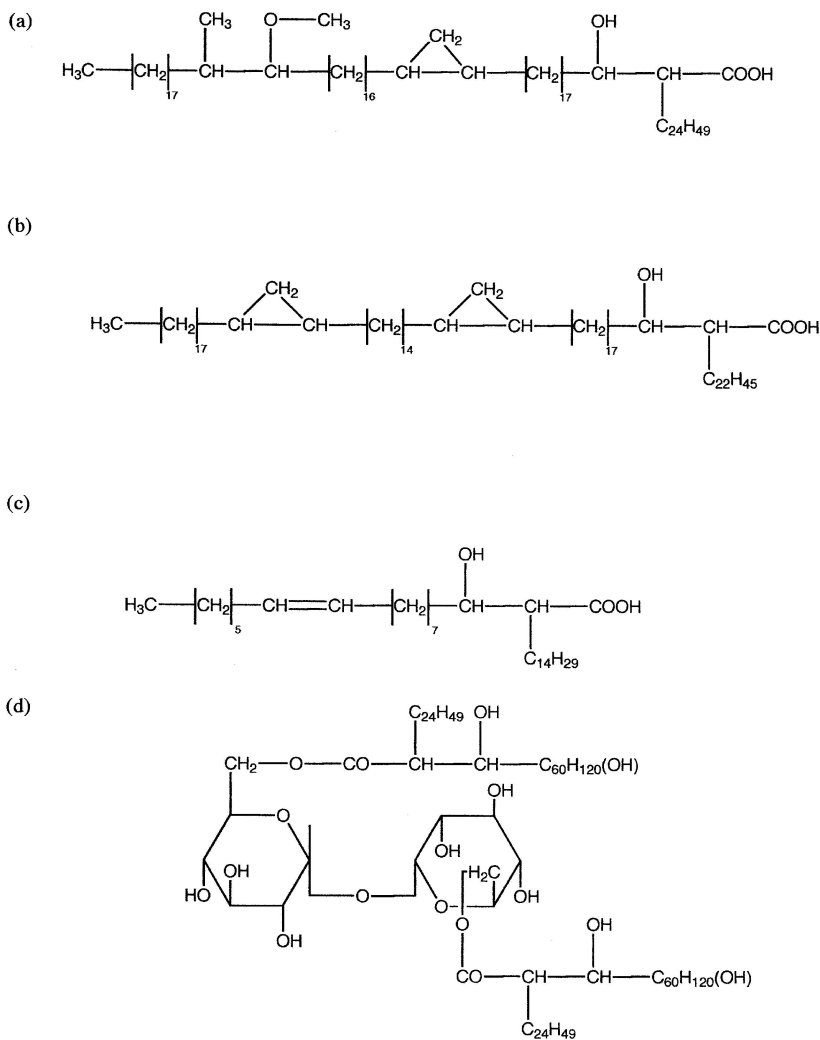 (a)
CH3 O CH3 CH2 OH
H3C CH2 17 CH CH CH2 16 CH CH CH2 17 CH CH COOH
C24H49
(b)
CH2 CH2 OH
H3C CH2 17 CH CH CH2 14 CH CH CH2 17 CH CH COOH
C22H45
(c)
OH
H3C CH2 5 CH CH CH2 7 CH CH COOH
C14H29
(d)
C24H49 OH
CH2 O CO CH CH C60H120(OH)
OH
O
OH OH H2C
HO O OH
O O OH
OH
CO CH CH C60H120(OH)
C24H49